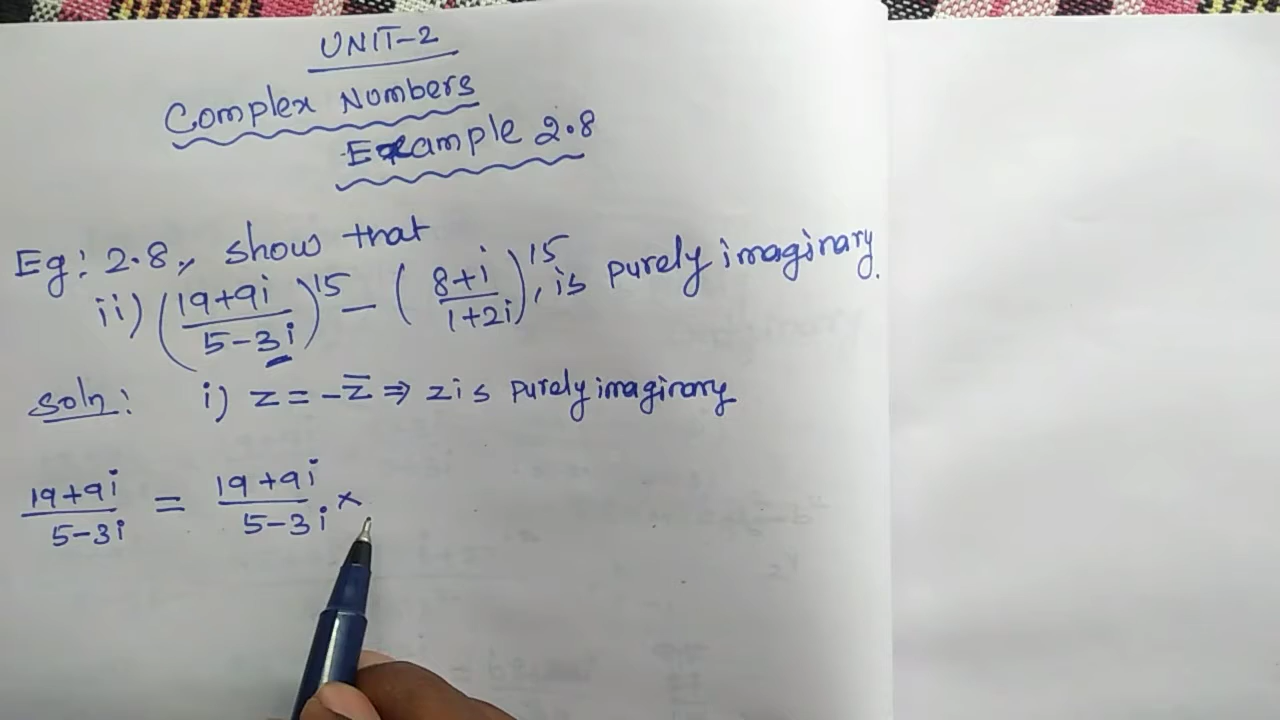 UNIT-2
Complex Numbers
Example 2.8
Eg: 2.8, show that
ii) (19+9i / 5-3i)^15 - (8+i / 1+2i)^15, is purely imaginary.
Soln: i) z = -z̅ ⇒ z is purely imaginary
19+9i / 5-3i = 19+9i / 5-3i ×